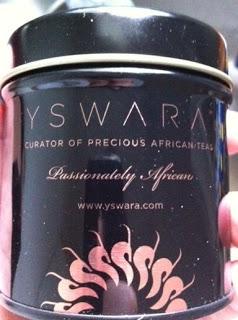 YSWARA
CURATOR OF PRECIOUS AFRICAN TEAS
Passionately African
www.yswara.com